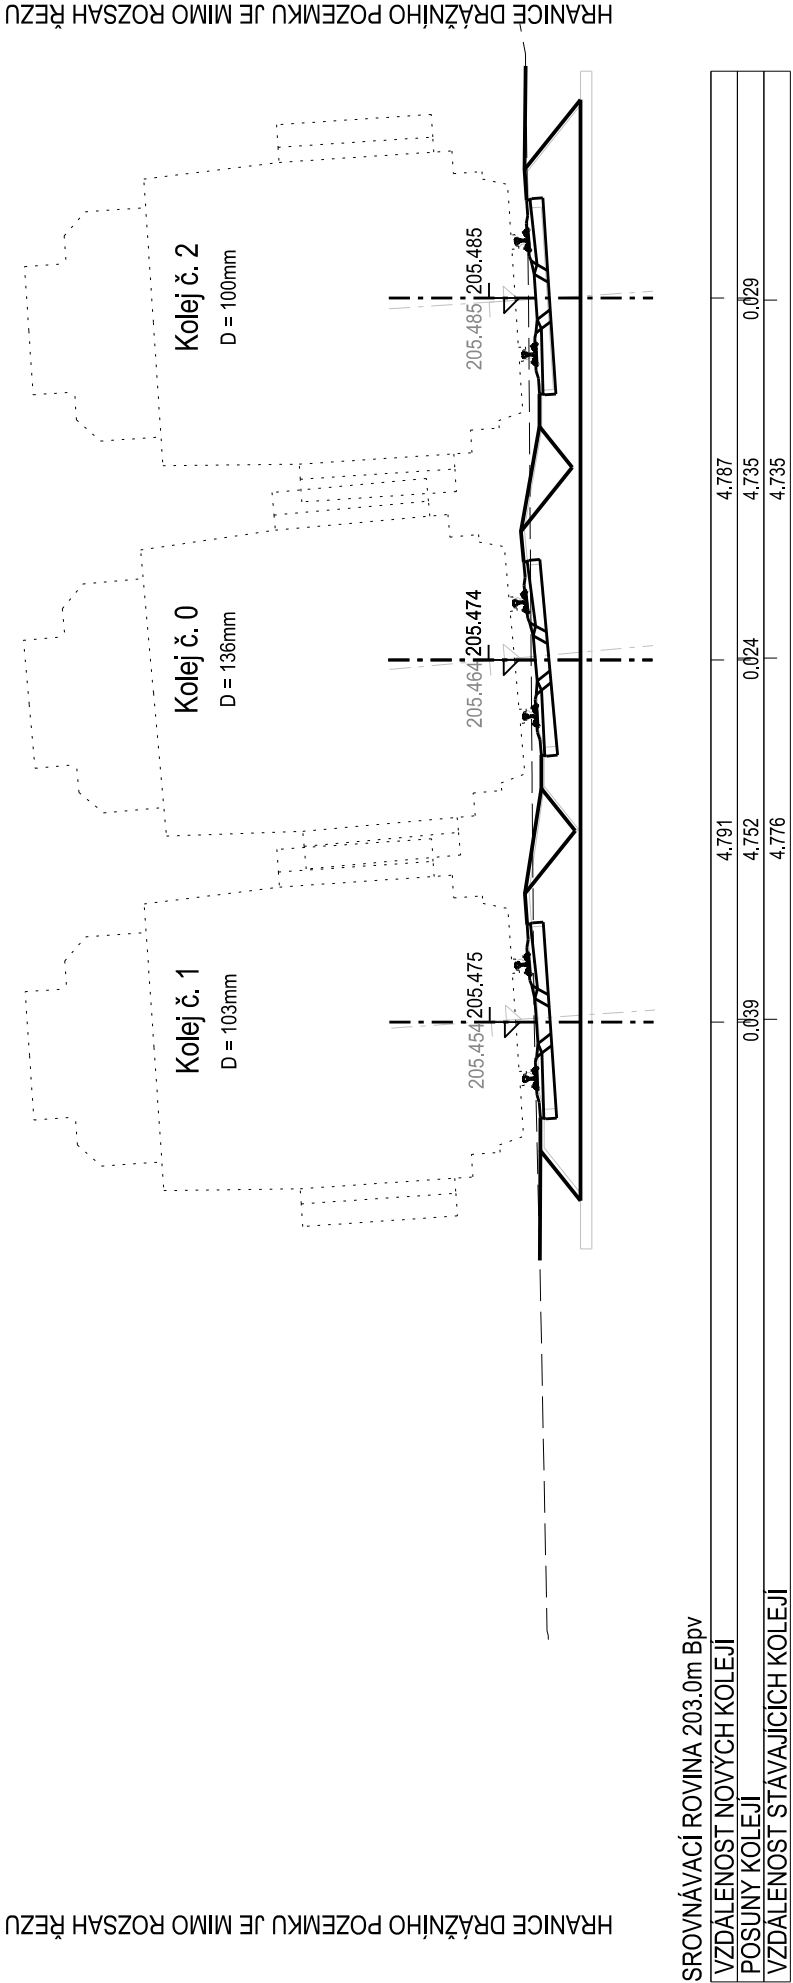 HRANICE DRÁŽNÍHO POZEMKU JE MIMO ROZSAH ŘEZU
HRANICE DRÁŽNÍHO POZEMKU JE MIMO ROZSAH ŘEZU
Kolej č. 1
D = 103mm
Kolej č. 0
D = 136mm
Kolej č. 2
D = 100mm
205.454 205.475
205.464 205.474
205.485 205.485
SROVNÁVACÍ ROVINA 203.0m Bpv
VZDÁLENOST NOVÝCH KOLEJÍ 4.791 4.787
POSUNY KOLEJÍ 0.039 4.752 0.024 4.735 0.029
VZDÁLENOST STÁVAJÍCÍCH KOLEJÍ 4.776 4.735